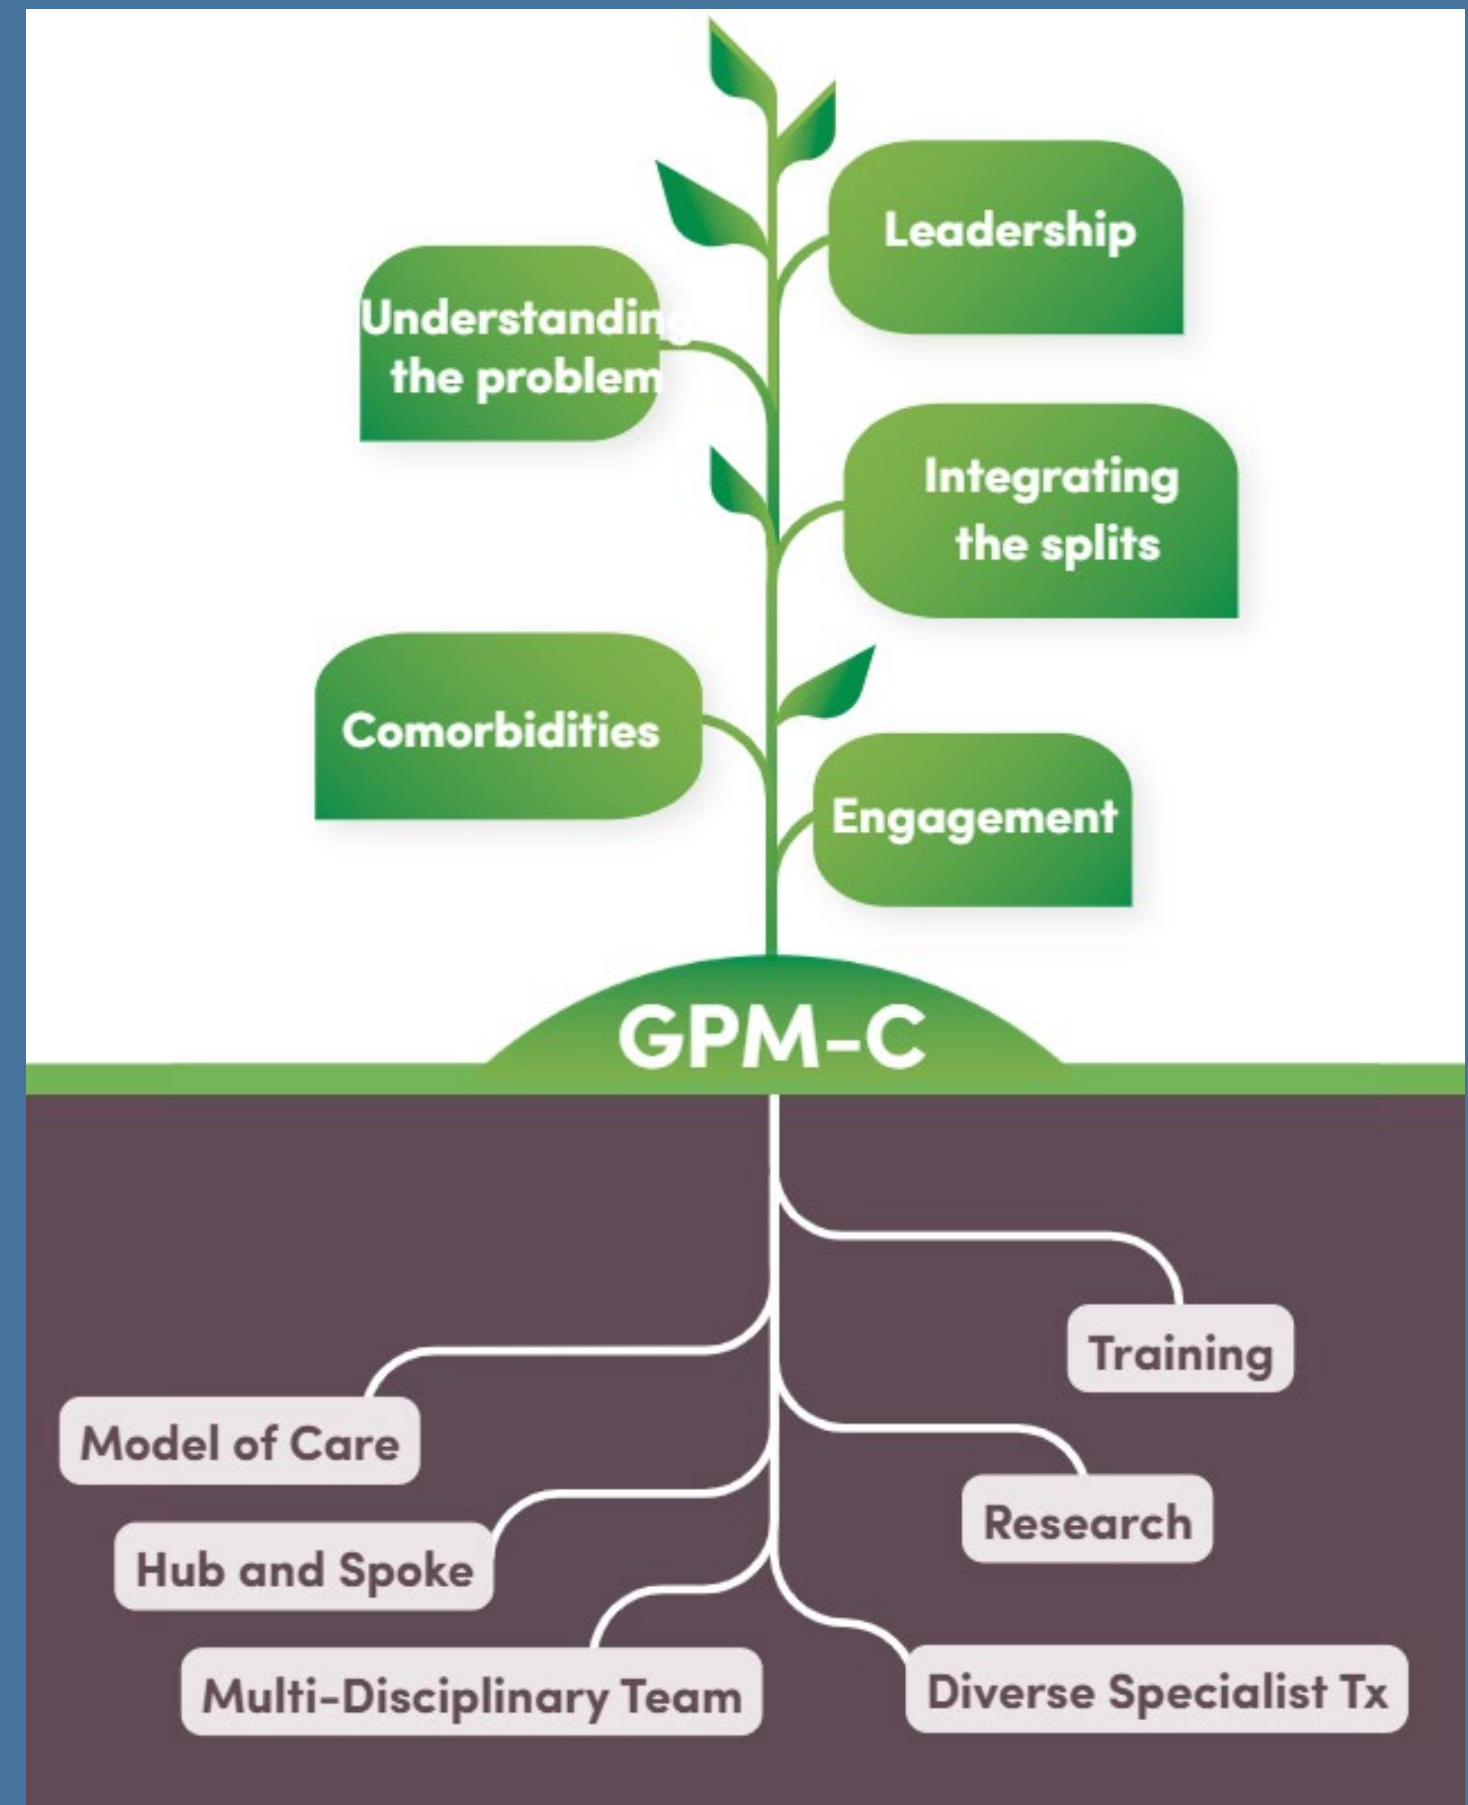 Leadership
Understanding
the problem
Integrating
the splits
Comorbidities
Engagement
GPM-C
Training
Model of Care
Research
Hub and Spoke
Multi-Disciplinary Team
Diverse Specialist Tx